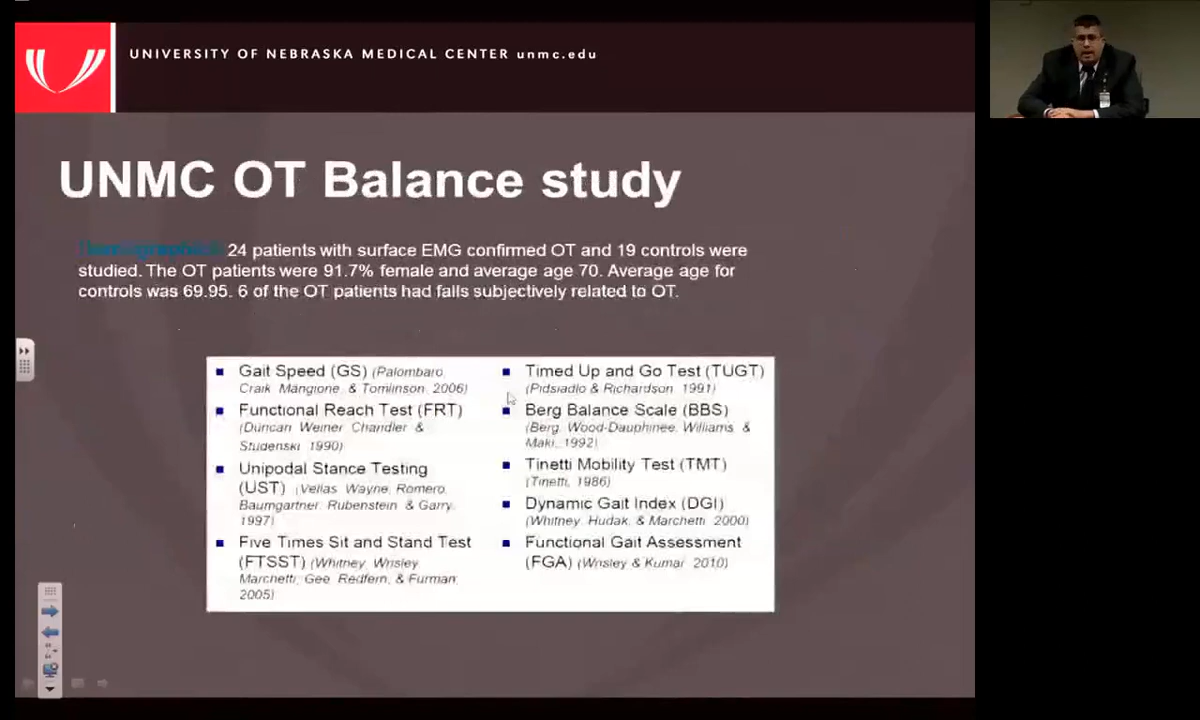 UNIVERSITY OF NEBRASKA MEDICAL CENTER unmc.edu
UNMC OT Balance study
24 patients with surface EMG confirmed OT and 19 controls were
studied. The OT patients were 91.7% female and average age 70. Average age for
controls was 69.95. 6 of the OT patients had falls subjectively related to OT.
Gait Speed (GS) (Palombaro
Craik Mangione, & Tomlinson, 2006)
Functional Reach Test (FRT)
(Duncan Weiner Chandler &
Studenski 1990)
Unipodal Stance Testing
(UST) (Vellas Wayne, Romero
Baumgartner, Rubenstein & Garry
1997)
Five Times Sit and Stand Test
(FTSST) (Whitney, Wrisley
Marchetti, Gee, Redfern, & Furman,
2005)
Timed Up and Go Test (TUGT)
(Pidsiadlo & Richardson 1991)
Berg Balance Scale (BBS)
(Berg, Wood-Dauphinee, Williams, &
Maki, 1992)
Tinetti Mobility Test (TMT)
(Tinetti, 1986)
Dynamic Gait Index (DGI)
(Whitney, Hudak, & Marchetti 2000)
Functional Gait Assessment
(FGA) (Wrisley & Kumar 2010)